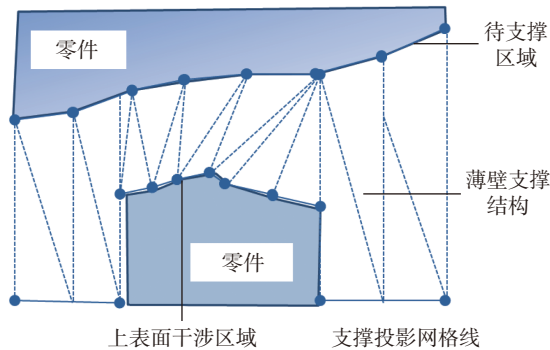 零件
待支撑
区域
薄壁支撑
结构
零件
上表面干涉区域
支撑投影网格线